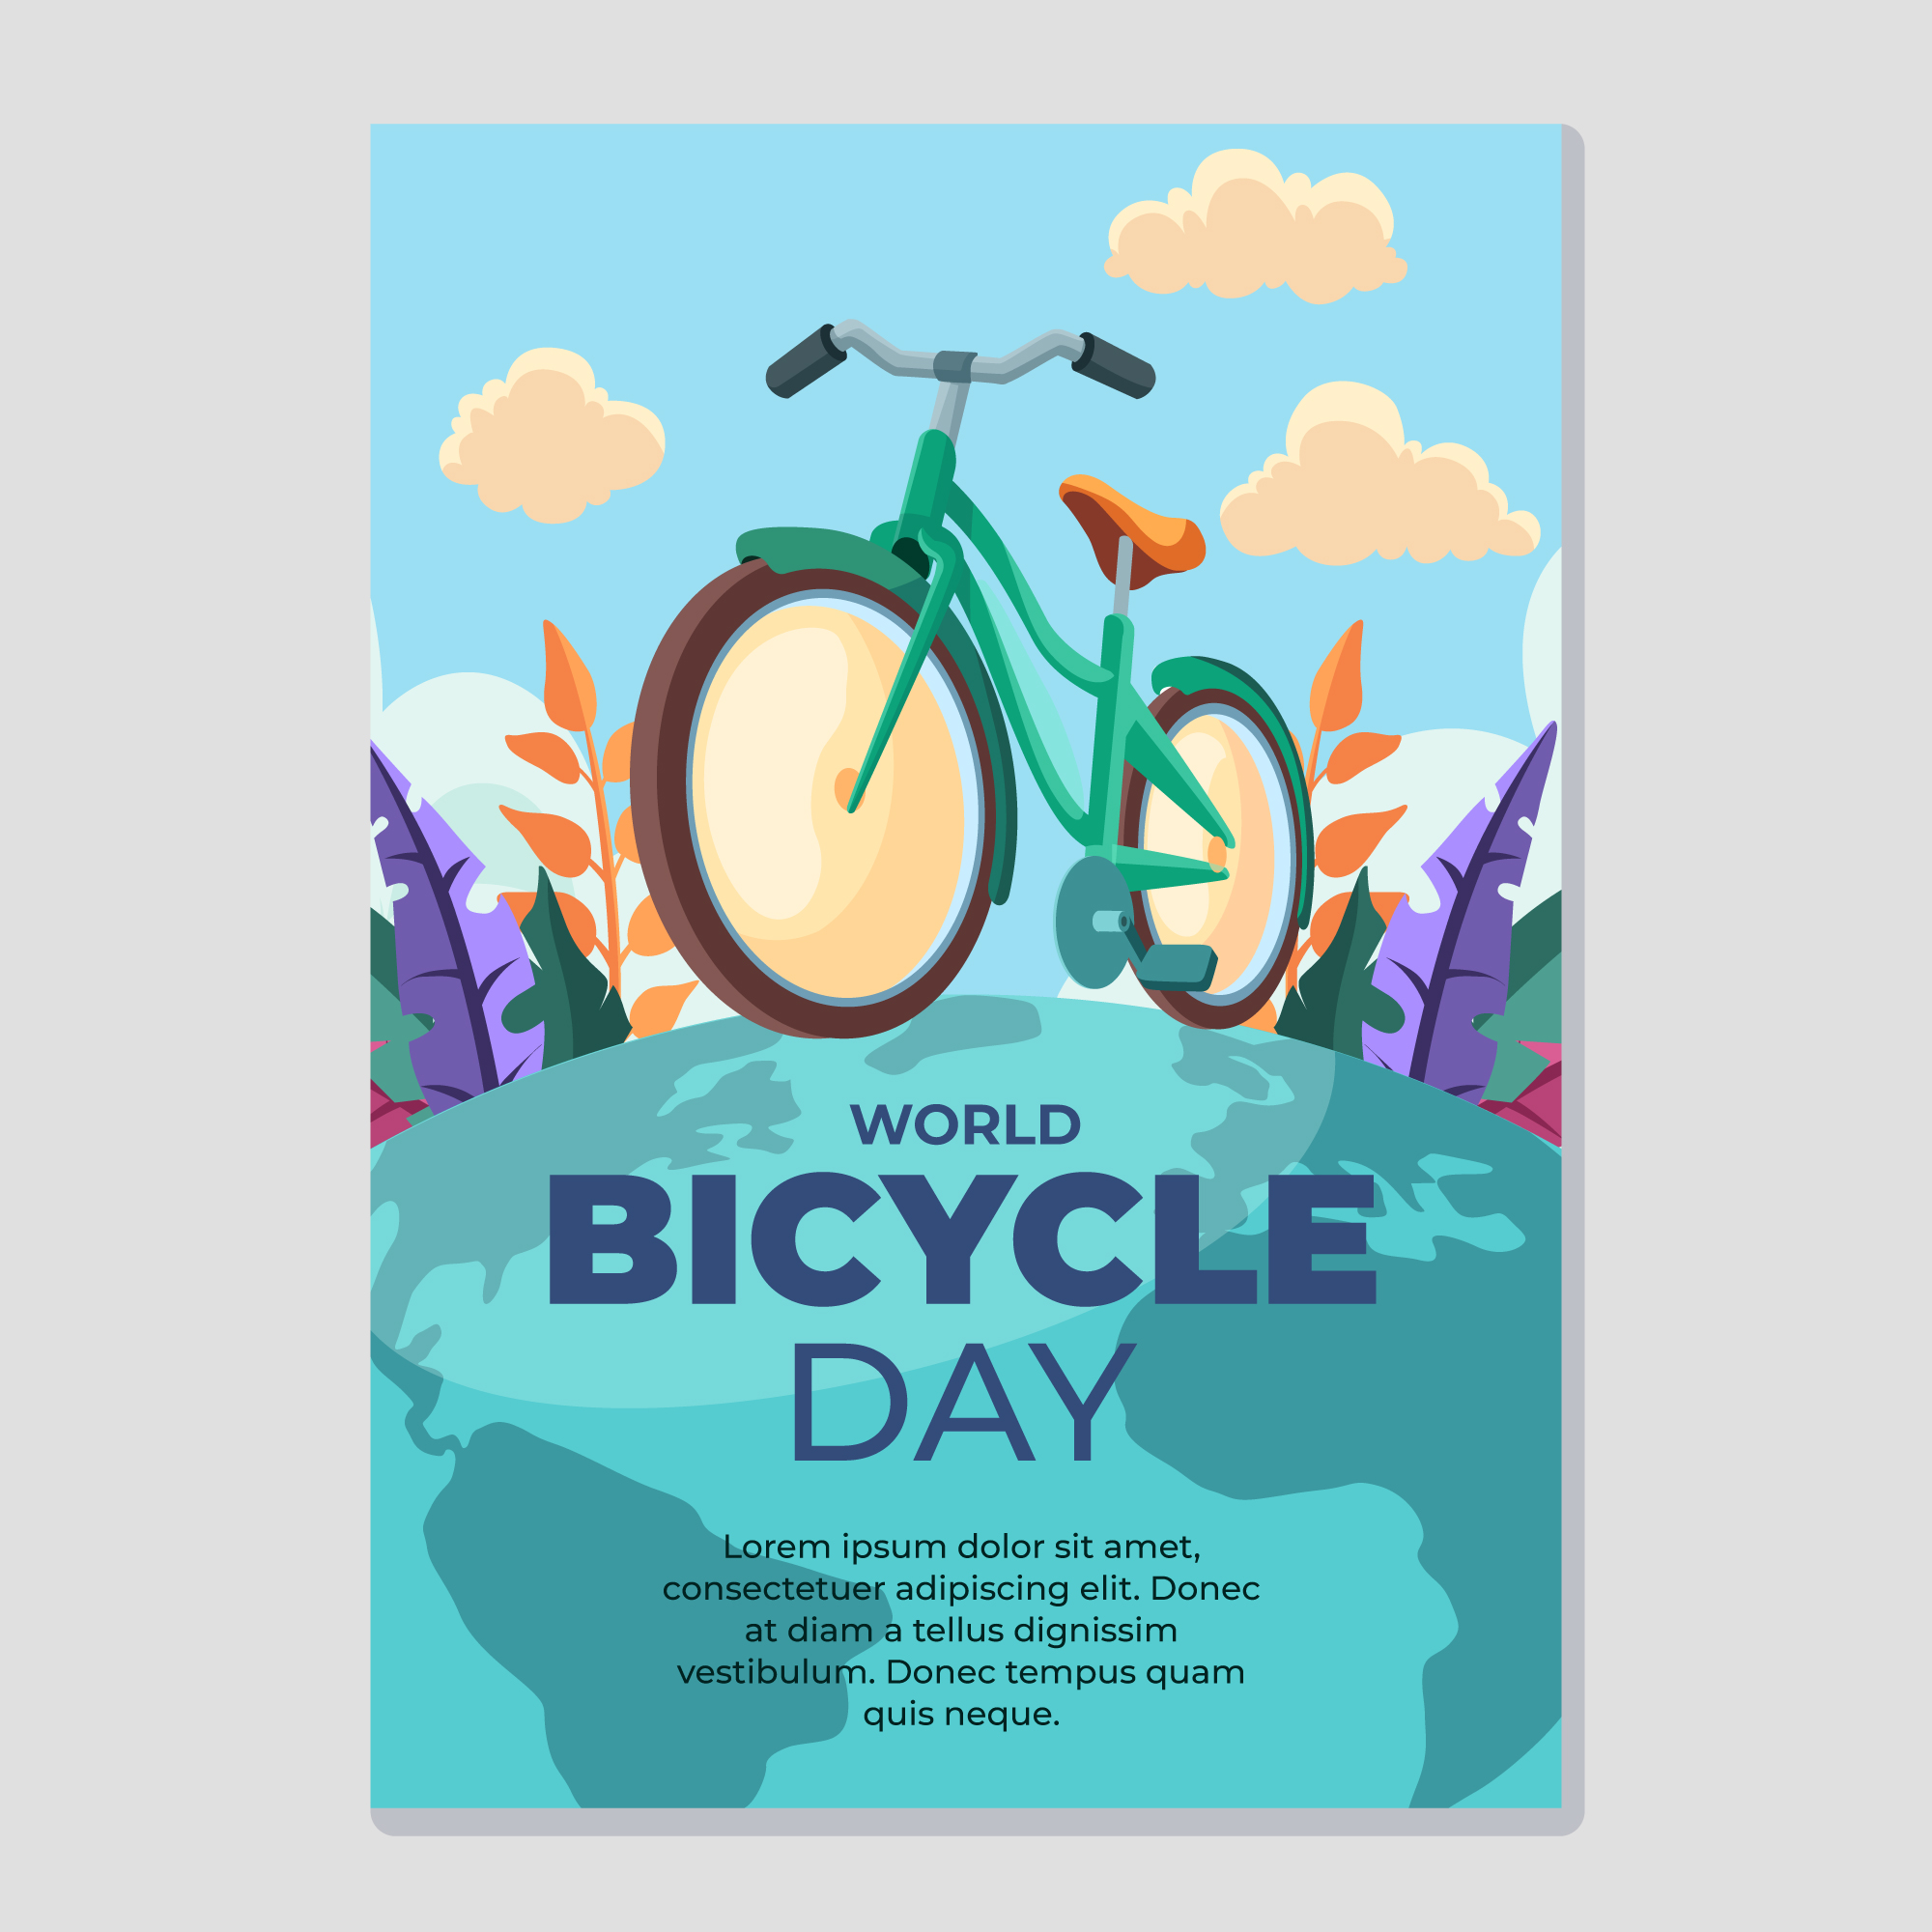 WORLD
BICYCLE
DAY
Lorem ipsum dolor sit amet,
consectetuer adipiscing elit. Donec
at diam a tellus dignissim
vestibulum. Donec tempus quam
quis neque.